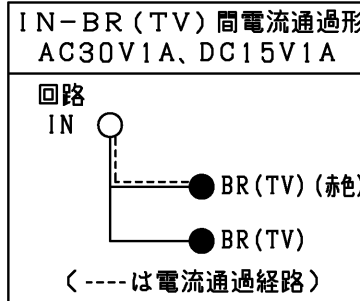 IN-BR(TV)間電流通過形
AC30V1A、DC15V1A
回路
IN
BR(TV)(赤色)
BR(TV)
(----は電流通過経路)